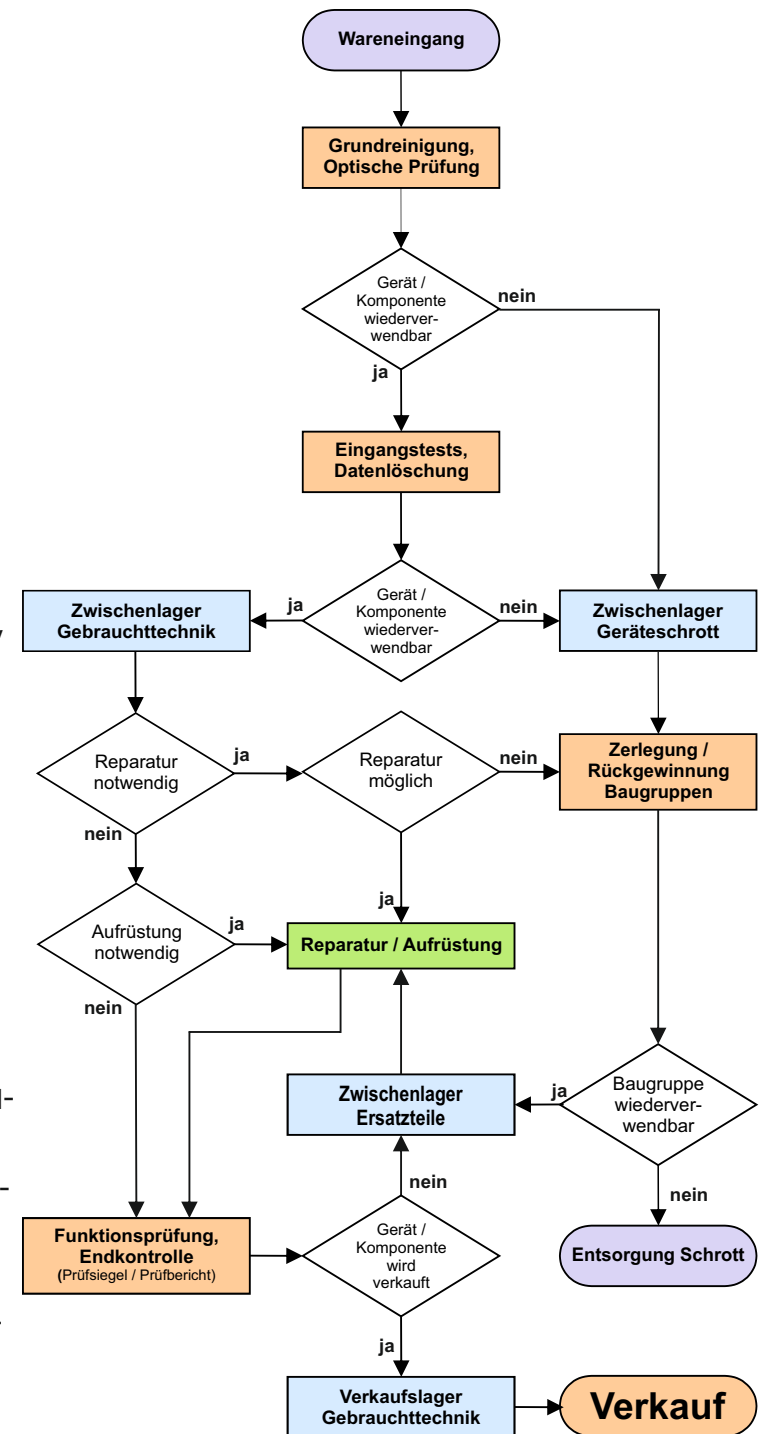 Wareneingang
Grundreinigung,
Optische Prüfung
Gerät /
Komponente
wiederver-
wendbar
nein
ja
Eingangstests,
Datenlöschung
Zwischenlager
Gebrauchttechnik
ja
Gerät /
Komponente
wiederver-
wendbar
nein
Zwischenlager
Geräteschrott
Reparatur
notwendig
ja
nein
Reparatur
möglich
nein
ja
Zerlegung /
Rückgewinnung
Baugruppen
Aufrüstung
notwendig
ja
nein
Reparatur / Aufrüstung
Zwischenlager
Ersatzteile
ja
Baugruppe
wiederver-
wendbar
nein
nein
Funktionsprüfung,
Endkontrolle
(Prüfsiegel / Prüfbericht)
Gerät /
Komponente
wird
verkauft
ja
Entsorgung Schrott
Verkaufslager
Gebrauchttechnik
Verkauf